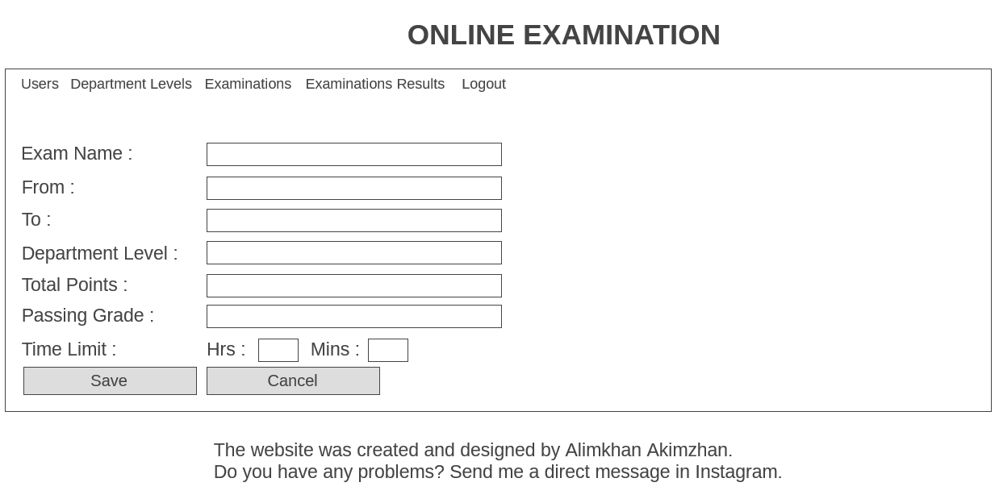 ONLINE EXAMINATION
Users Department Levels Examinations Examinations Results Logout
Exam Name :
From :
To :
Department Level :
Total Points :
Passing Grade :
Time Limit : Hrs : Mins :
Save Cancel
The website was created and designed by Alimkhan Akimzhan.
Do you have any problems? Send me a direct message in Instagram.